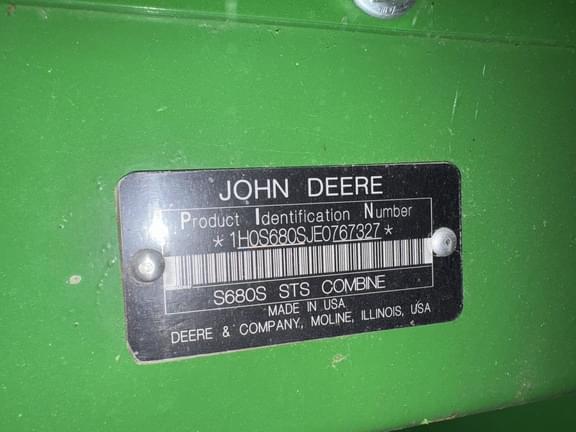 JOHN DEERE
Product Identification Number
*1H0S680SJE0767327*
S680S STS COMBINE
MADE IN USA
DEERE & COMPANY, MOLINE, ILLINOIS, USA